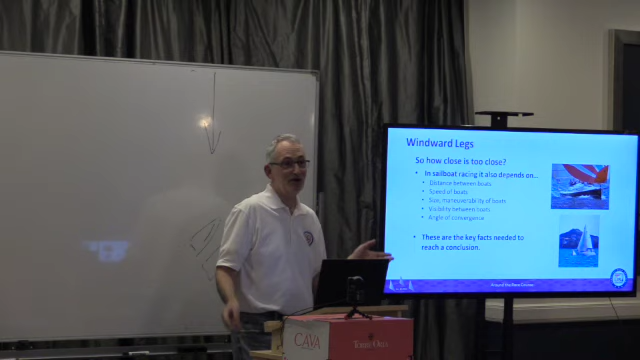 Windward Legs
So how close is too close?
• In sailboat racing it also depends on...
• Distance between boats
• Speed of boats
• Size, maneuverability of boats
• Visibility between boats
• Angle of convergence
• These are the key facts needed to
reach a conclusion.
CAVA